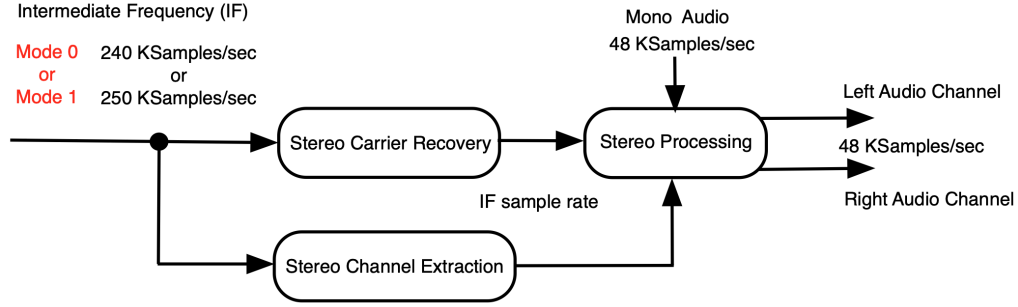 Intermediate Frequency (IF)
Mode 0 240 KSamples/sec
or or
Mode 1 250 KSamples/sec
Mono Audio
48 KSamples/sec
Left Audio Channel
Stereo Carrier Recovery
Stereo Processing
48 KSamples/sec
IF sample rate
Right Audio Channel
Stereo Channel Extraction